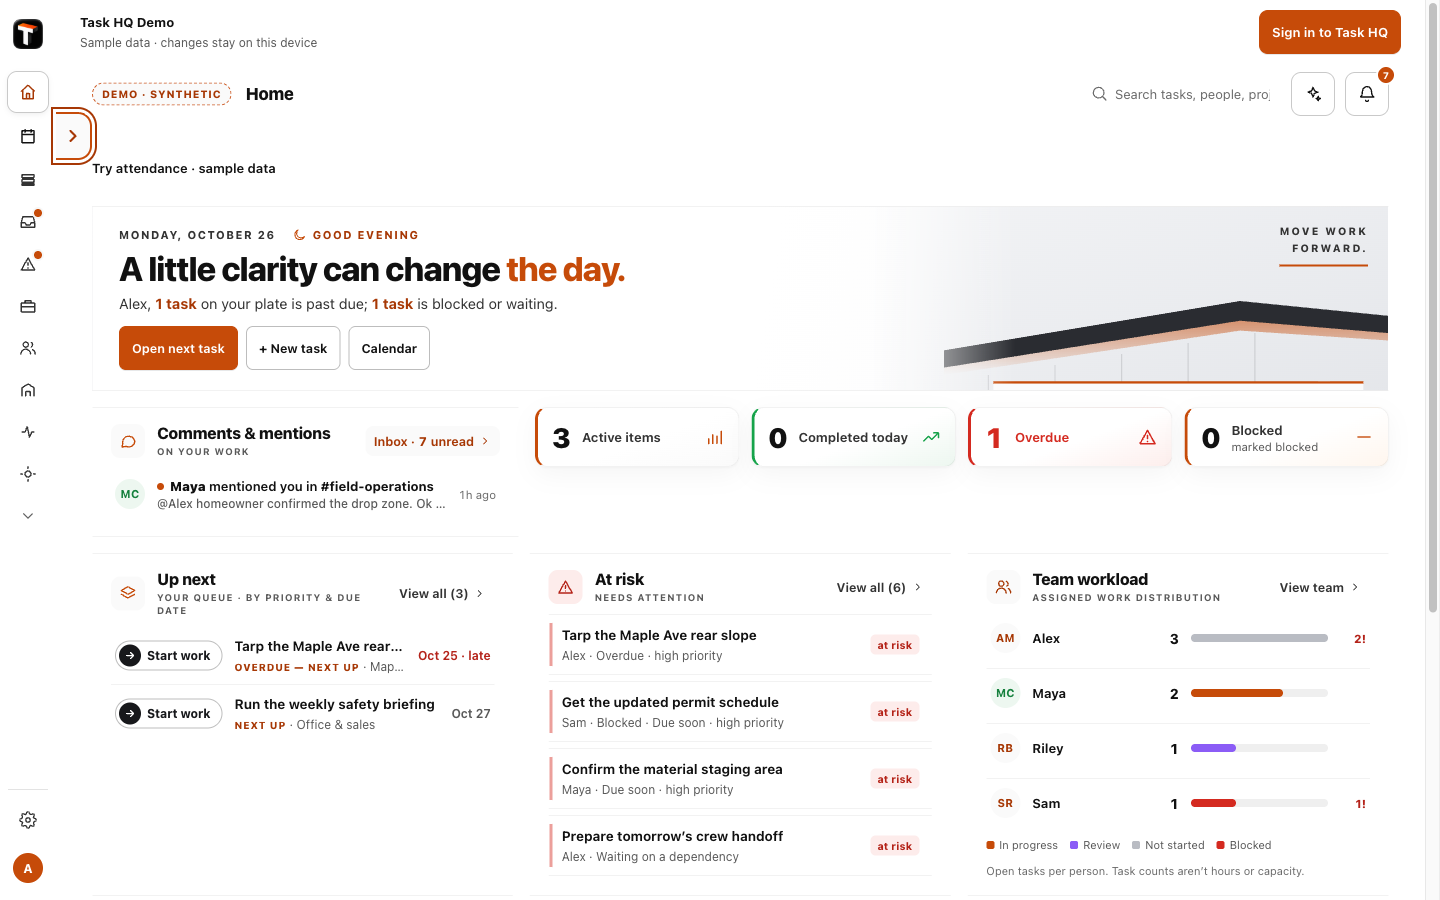 Task HQ Demo
Sample data · changes stay on this device
Sign in to Task HQ
DEMO · SYNTHETIC
Home
Search tasks, people, pro
7
Try attendance · sample data
MONDAY, OCTOBER 26
GOOD EVENING
A little clarity can change the day.
Alex, 1 task on your plate is past due; 1 task is blocked or waiting.
Open next task
+ New task
Calendar
MOVE WORK
FORWARD.
Comments & mentions
ON YOUR WORK
Inbox · 7 unread
MC
Maya mentioned you in #field-operations
@Alex homeowner confirmed the drop zone. Ok ...
1h ago
3 Active items
0 Completed today
1 Overdue
0 Blocked
marked blocked
Up next
YOUR QUEUE · BY PRIORITY & DUE
DATE
View all (3)
Start work
Tarp the Maple Ave rear...
OVERDUE — NEXT UP · Map...
Oct 25 · late
Start work
Run the weekly safety briefing
NEXT UP · Office & sales
Oct 27
At risk
NEEDS ATTENTION
View all (6)
Tarp the Maple Ave rear slope
Alex · Overdue · high priority
at risk
Get the updated permit schedule
Sam · Blocked · Due soon · high priority
at risk
Confirm the material staging area
Maya · Due soon · high priority
at risk
Prepare tomorrow's crew handoff
Alex · Waiting on a dependency
at risk
Team workload
ASSIGNED WORK DISTRIBUTION
View team
AM Alex 3 2!
MC Maya 2
RB Riley 1
SR Sam 1 1!
In progress
Review
Not started
Blocked
Open tasks per person. Task counts aren't hours or capacity.
A